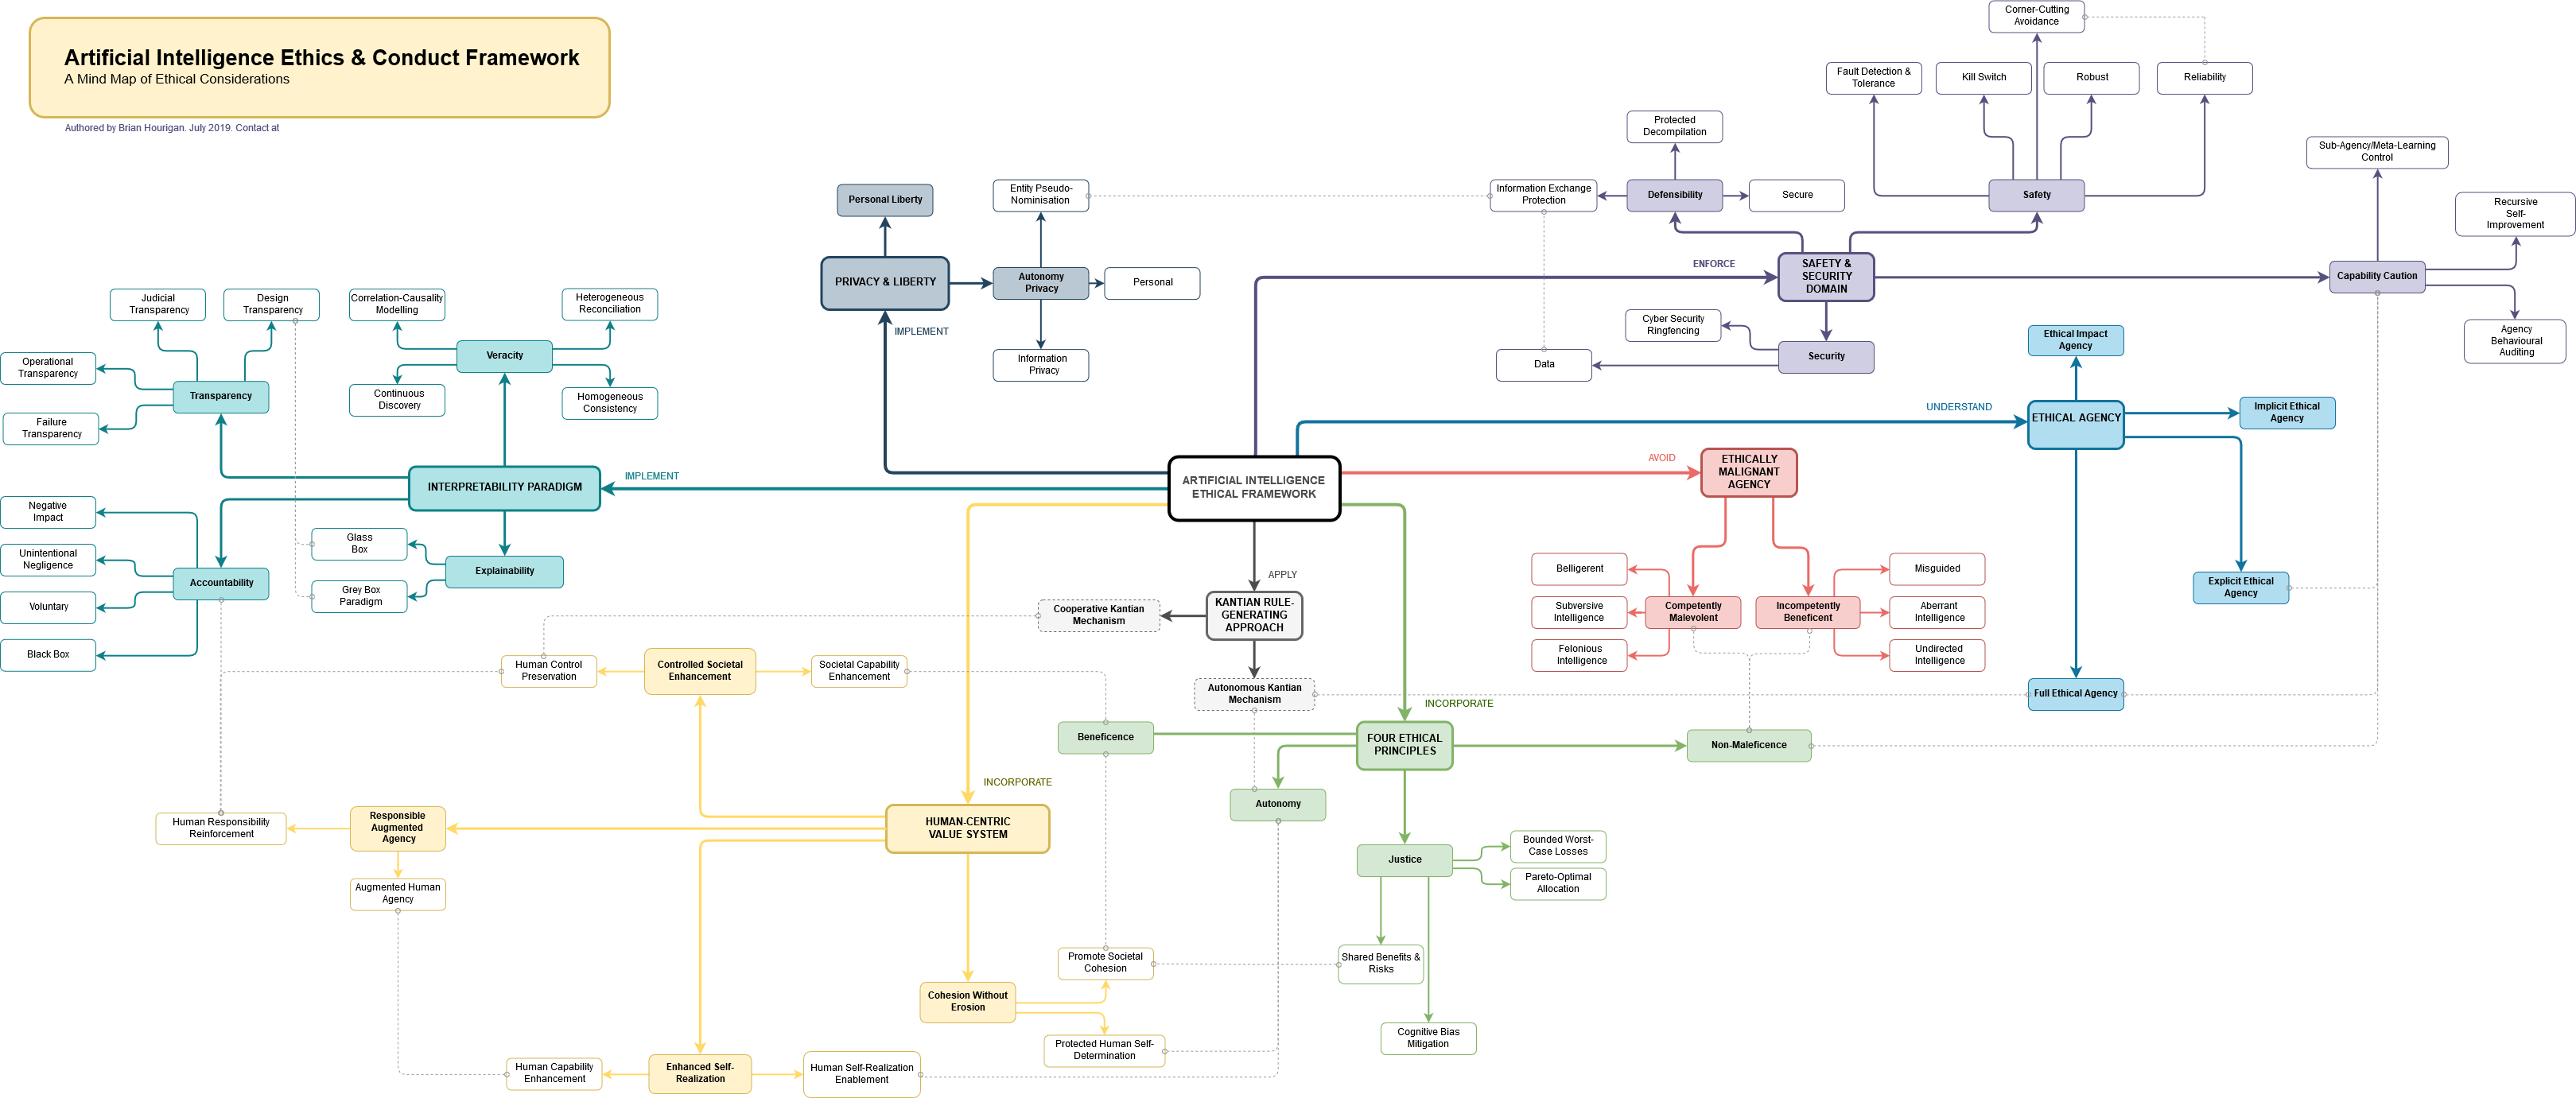 Artificial Intelligence Ethics & Conduct Framework
A Mind Map of Ethical Considerations
Authored by Brian Hourigan. July 2019. Contact at
Corner-Cutting
Avoidance
Fault Detection &
Tolerance
Kill Switch
Robust
Reliability
Protected
Decompilation
Sub-Agency/Meta-Learning
Control
Personal Liberty
Entity Pseudo-
Nominisation
Information Exchange
Protection
Defensibility
Secure
Safety
Recursive
Self-
Improvement
PRIVACY & LIBERTY
Autonomy
Privacy
Personal
ENFORCE
SAFETY &
SECURITY
DOMAIN
Capability Caution
IMPLEMENT
Information
Privacy
Cyber Security
Ringfencing
Data
Security
Ethical Impact
Agency
Agency
Behavioural
Auditing
Judicial
Transparency
Design
Transparency
Correlation-Causality
Modelling
Heterogeneous
Reconciliation
Operational
Transparency
Veracity
Transparency
Continuous
Discovery
Homogeneous
Consistency
Failure
Transparency
UNDERSTAND
ETHICAL AGENCY
Implicit Ethical
Agency
INTERPRETABILITY PARADIGM
IMPLEMENT
ARTIFICIAL INTELLIGENCE
ETHICAL FRAMEWORK
AVOID
ETHICALLY
MALIGNANT
AGENCY
Negative
Impact
Unintentional
Negligence
Accountability
Voluntary
Black Box
Glass
Box
Grey Box
Paradigm
Explainability
APPLY
Cooperative Kantian
Mechanism
KANTIAN RULE-
GENERATING
APPROACH
Belligerent
Subversive
Intelligence
Felonious
Intelligence
Competently
Malevolent
Incompetently
Beneficent
Misguided
Aberrant
Intelligence
Undirected
Intelligence
Explicit Ethical
Agency
Human Control
Preservation
Controlled Societal
Enhancement
Societal Capability
Enhancement
Autonomous Kantian
Mechanism
Full Ethical Agency
INCORPORATE
Beneficence
FOUR ETHICAL
PRINCIPLES
Non-Maleficence
INCORPORATE
Autonomy
Human Responsibility
Reinforcement
Responsible
Augmented
Agency
HUMAN-CENTRIC
VALUE SYSTEM
Justice
Bounded Worst-
Case Losses
Pareto-Optimal
Allocation
Augmented Human
Agency
Promote Societal
Cohesion
Shared Benefits &
Risks
Cohesion Without
Erosion
Cognitive Bias
Mitigation
Protected Human Self-
Determination
Human Capability
Enhancement
Enhanced Self-
Realization
Human Self-Realization
Enablement